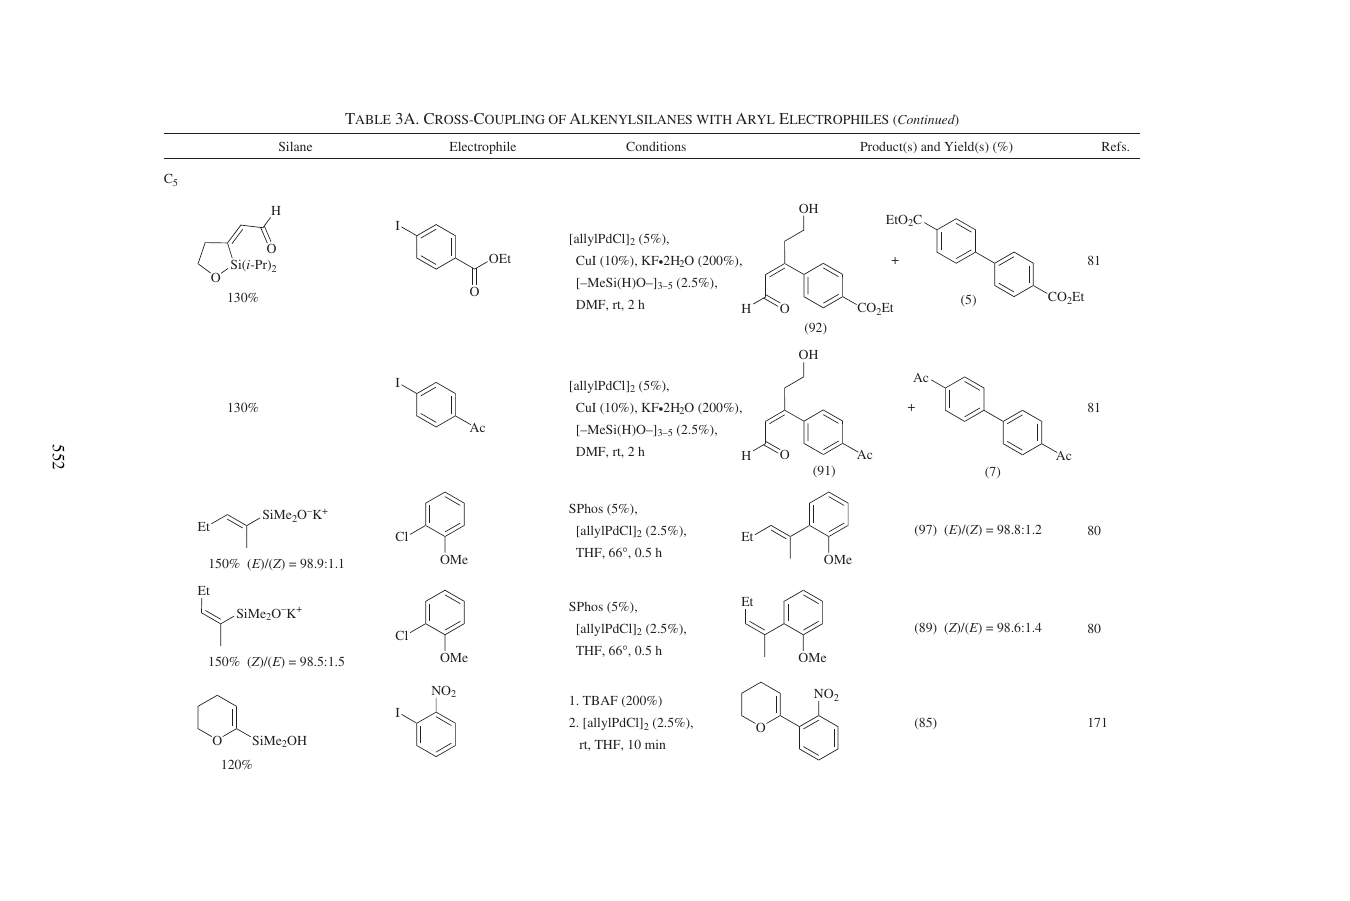 TABLE 3A. CROSS-COUPLING OF ALKENYLSILANES WITH ARYL ELECTROPHILES (Continued)
Silane Electrophile Conditions Product(s) and Yield(s) (%) Refs.
C5
H
O
Si(i-Pr)2
O
130%
I
OEt
O
[allylPd​Cl]2 (5%),
CuI (10%), KF•2H2O (200%),
[–MeSi(H)O–]3–5 (2.5%),
DMF, rt, 2 h
OH
H
O
CO2Et
(92)
+
EtO2C
CO2Et
(5)
81
130%
I
Ac
[allylPdCl]2 (5%),
CuI (10%), KF•2H2O (200%),
[–MeSi(H)O–]3–5 (2.5%),
DMF, rt, 2 h
OH
H
O
Ac
(91)
+
Ac
Ac
(7)
81
552
Et
SiMe2O–K+
150% (E)/(Z) = 98.9:1.1
Cl
OMe
SPhos (5%),
[allylPdCl]2 (2.5%),
THF, 66°, 0.5 h
Et
OMe
(97) (E)/(Z) = 98.8:1.2
80
Et
SiMe2O–K+
150% (Z)/(E) = 98.5:1.5
Cl
OMe
SPhos (5%),
[allylPdCl]2 (2.5%),
THF, 66°, 0.5 h
Et
OMe
(89) (Z)/(E) = 98.6:1.4
80
O
SiMe2OH
120%
NO2
I
1. TBAF (200%)
2. [allylPdCl]2 (2.5%),
rt, THF, 10 min
O
NO2
(85)
171